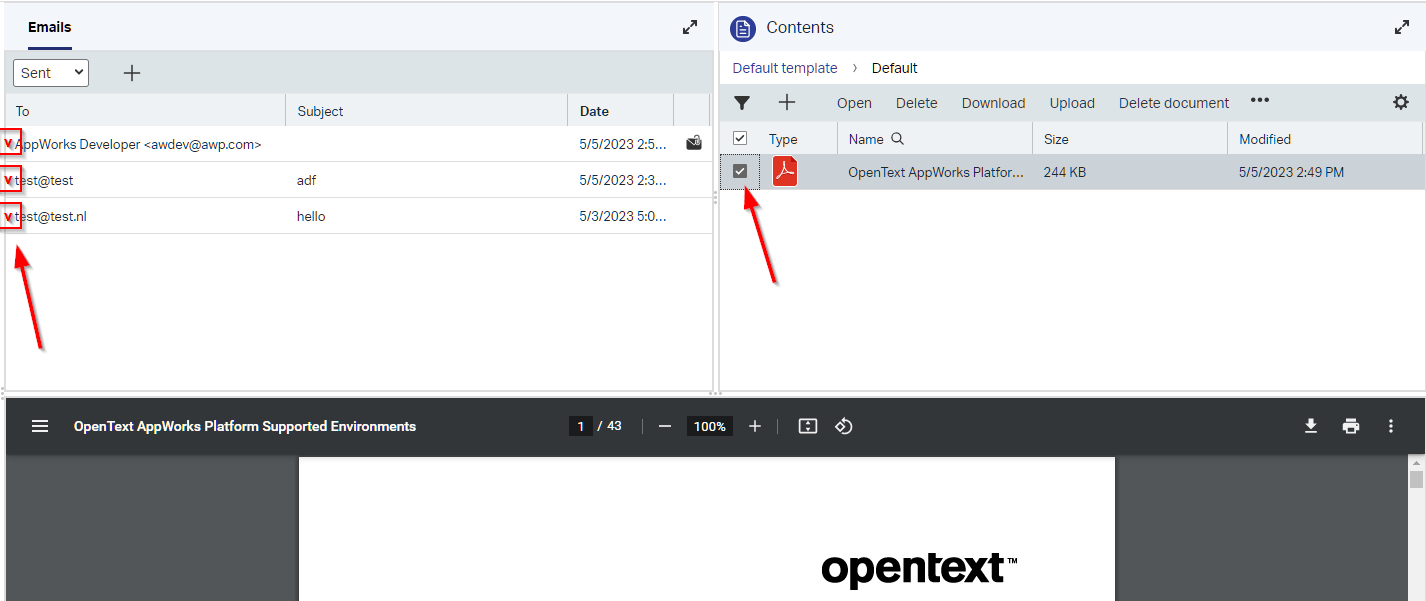 Emails
Sent
To Subject Date
v AppWorks Developer <awdev@awp.com> 5/5/2023 2:5...
v test@test adf 5/5/2023 2:3...
v test@test.nl hello 5/3/2023 5:0...
Contents
Default template › Default
Open Delete Download Upload Delete document •••
Type Name Size Modified
OpenText AppWorks Platfor... 244 KB 5/5/2023 2:49 PM
OpenText AppWorks Platform Supported Environments 1 / 43 100%
opentext™